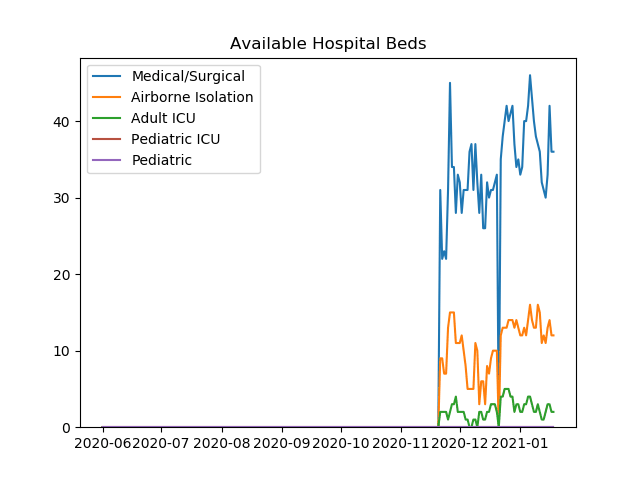 Available Hospital Beds
Medical/Surgical
Airborne Isolation
Adult ICU
Pediatric ICU
Pediatric
40
30
20
10
0
2020-06 2020-07 2020-08 2020-09 2020-10 2020-11 2020-12 2021-01